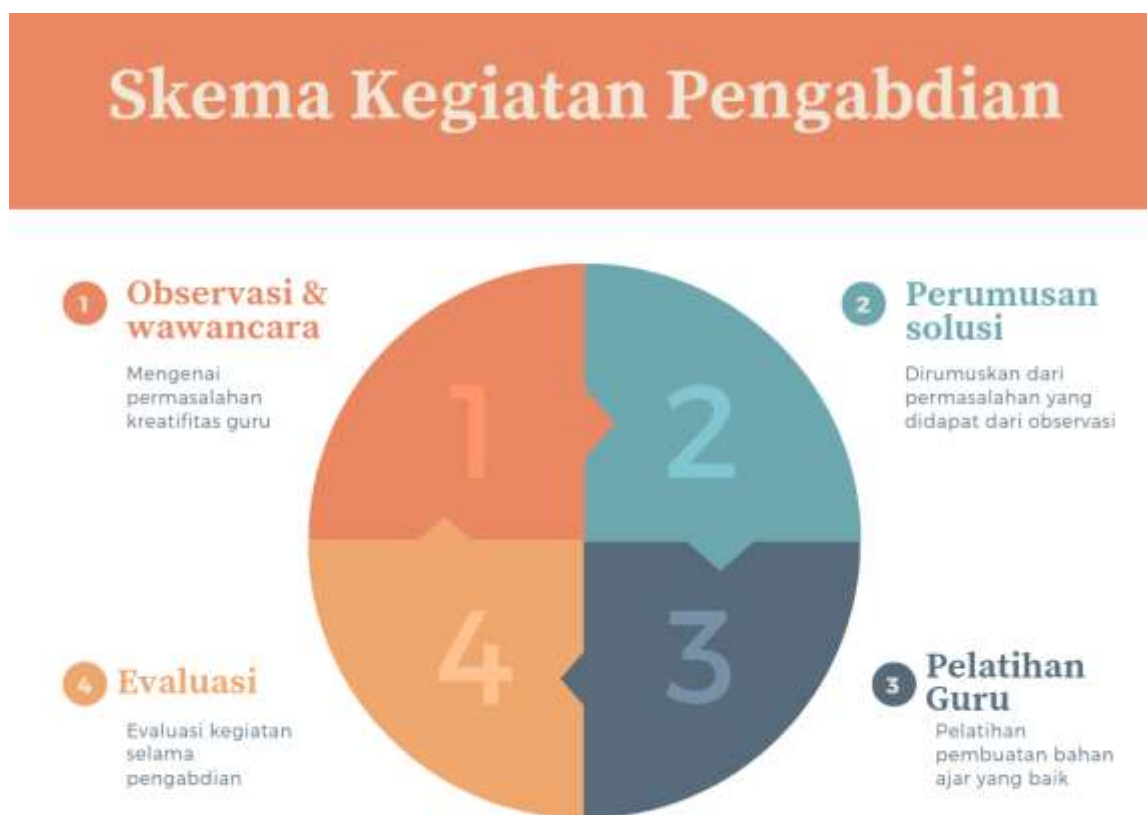 Skema Kegiatan Pengabdian
1
Observasi &
wawancara
Mengenai
permasalahan
kreatifitas guru
2
Perumusan
solusi
Dirumuskan dari
permasalahan yang
didapat dari observasi
1
2
4
3
4
Evaluasi
Evaluasi kegiatan
selama
pengabdian
3
Pelatihan
Guru
Pelatihan
pembuatan bahan
ajar yang baik